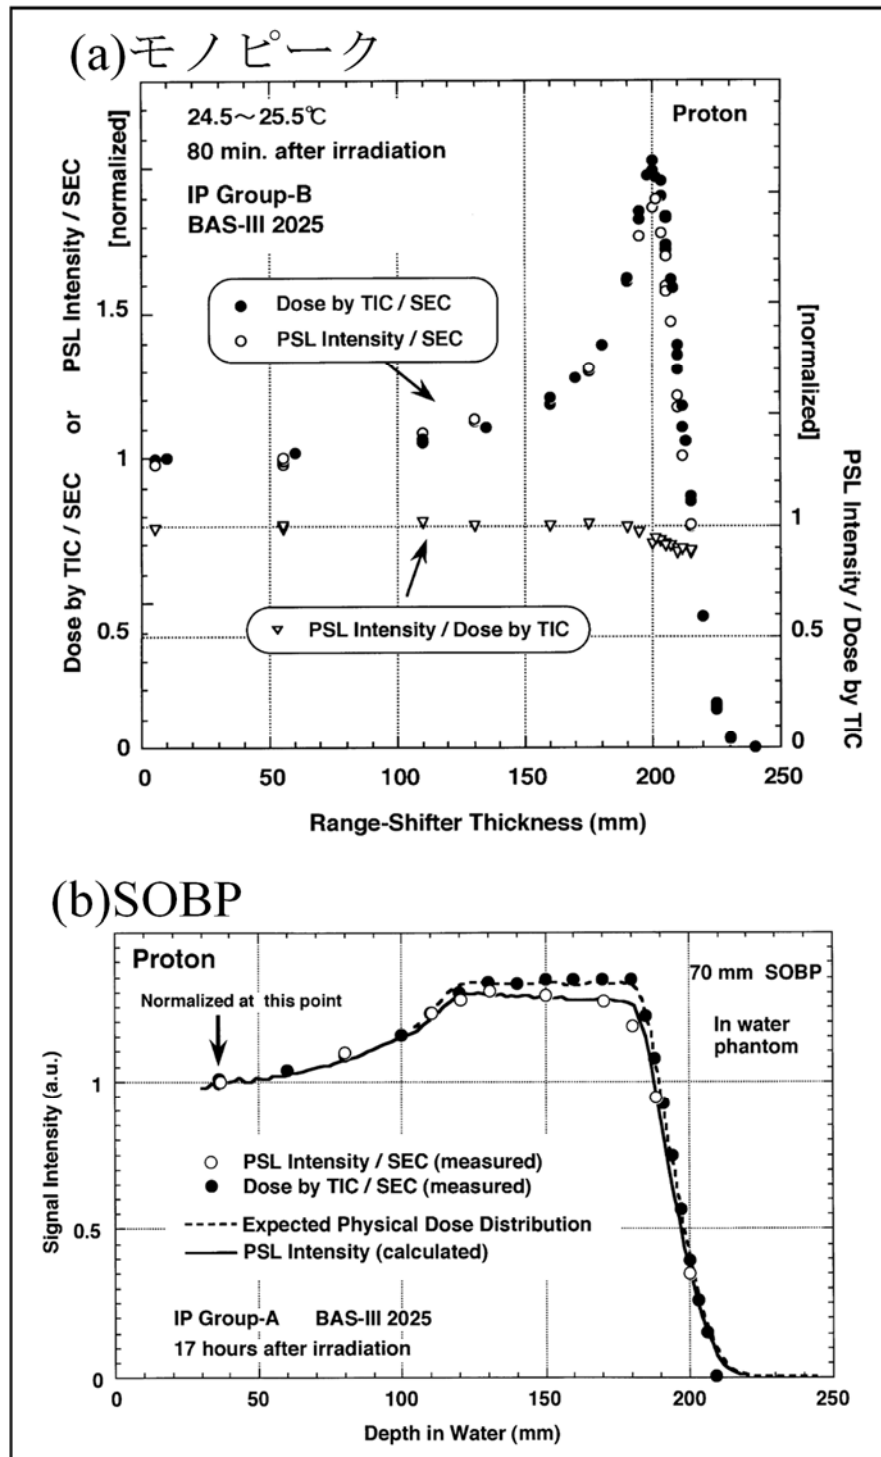 (a)モノピーク
24.5～25.5℃
80 min. after irradiation
IP Group-B
BAS-III 2025
Proton
Dose by TIC / SEC
PSL Intensity / SEC
PSL Intensity / Dose by TIC
Dose by TIC / SEC or PSL Intensity / SEC
[normalized]
1.5
1
0.5
0
[normalized]
PSL Intensity / Dose by TIC
1
0.5
0
0 50 100 150 200 250
Range-Shifter Thickness (mm)
(b)SOBP
Proton
70 mm SOBP
Normalized at this point
In water
phantom
PSL Intensity / SEC (measured)
Dose by TIC / SEC (measured)
Expected Physical Dose Distribution
PSL Intensity (calculated)
IP Group-A BAS-III 2025
17 hours after irradiation
Signal Intensity (a.u.)
1
0.5
0
0 50 100 150 200 250
Depth in Water (mm)